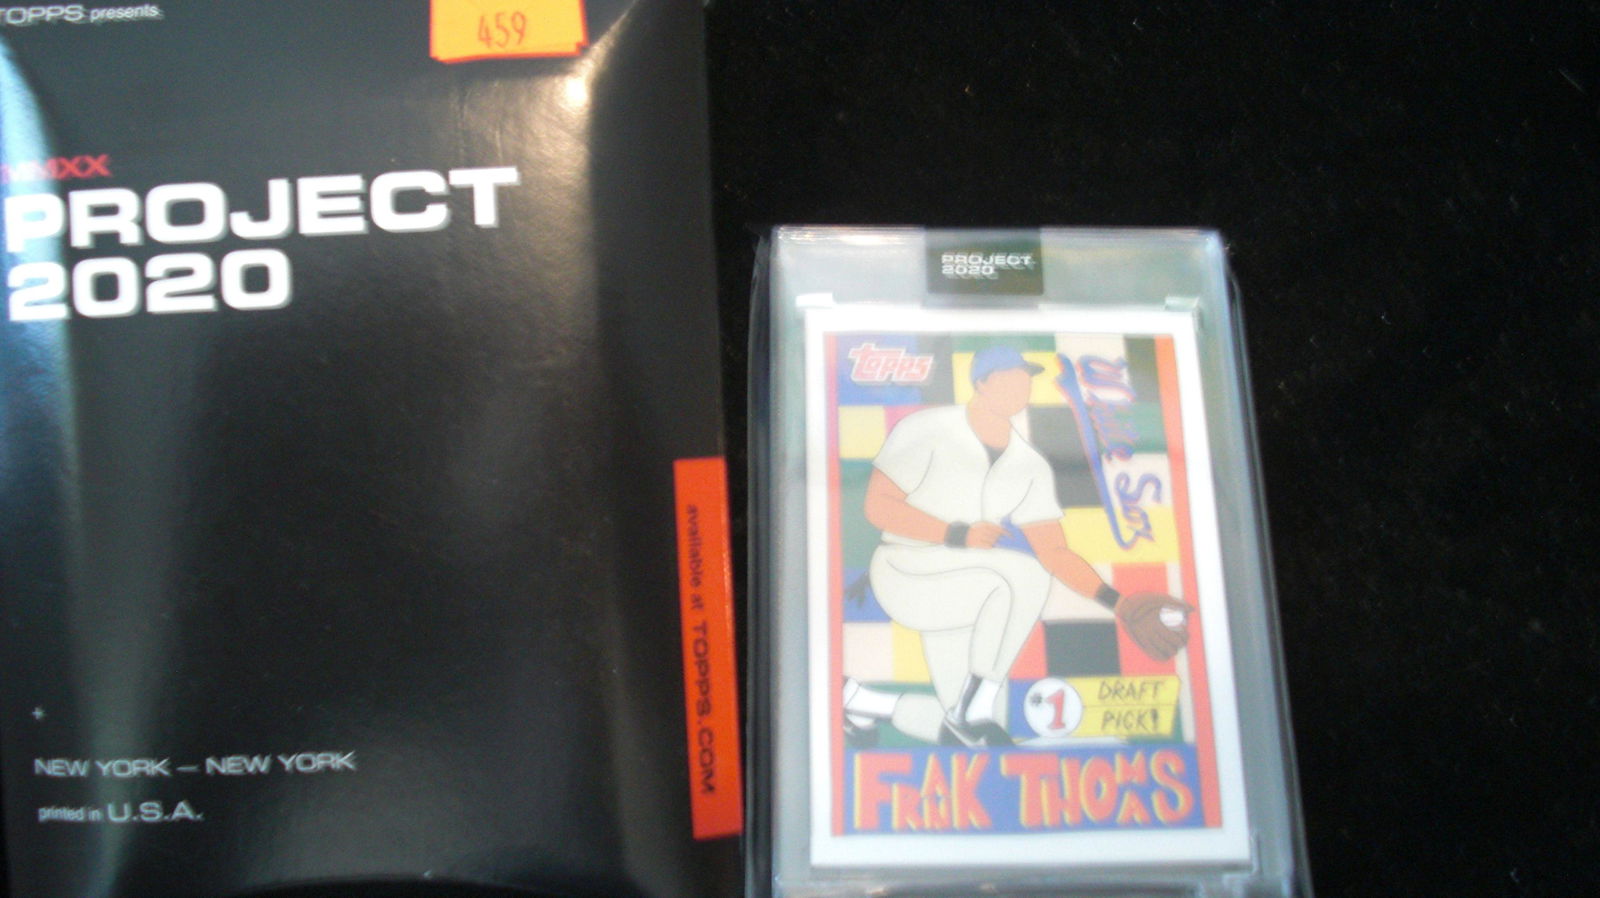 TOPPS presents
459
MMXX
PROJECT
2020
available at TOPPS.COM
NEW YORK – NEW YORK
printed in U.S.A.
PROJECT
2020
TOPPS
White Sox
#1 DRAFT
PICK!
FRANK THOMAS